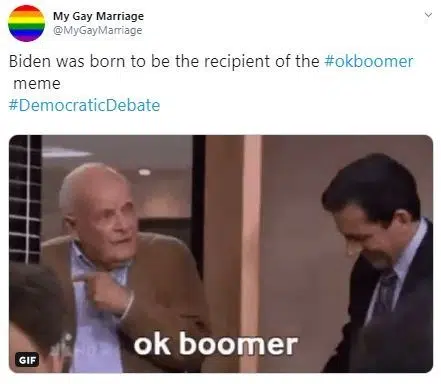 My Gay Marriage
@MyGayMarriage
Biden was born to be the recipient of the #okboomer
meme
#DemocraticDebate
ok boomer
GIF